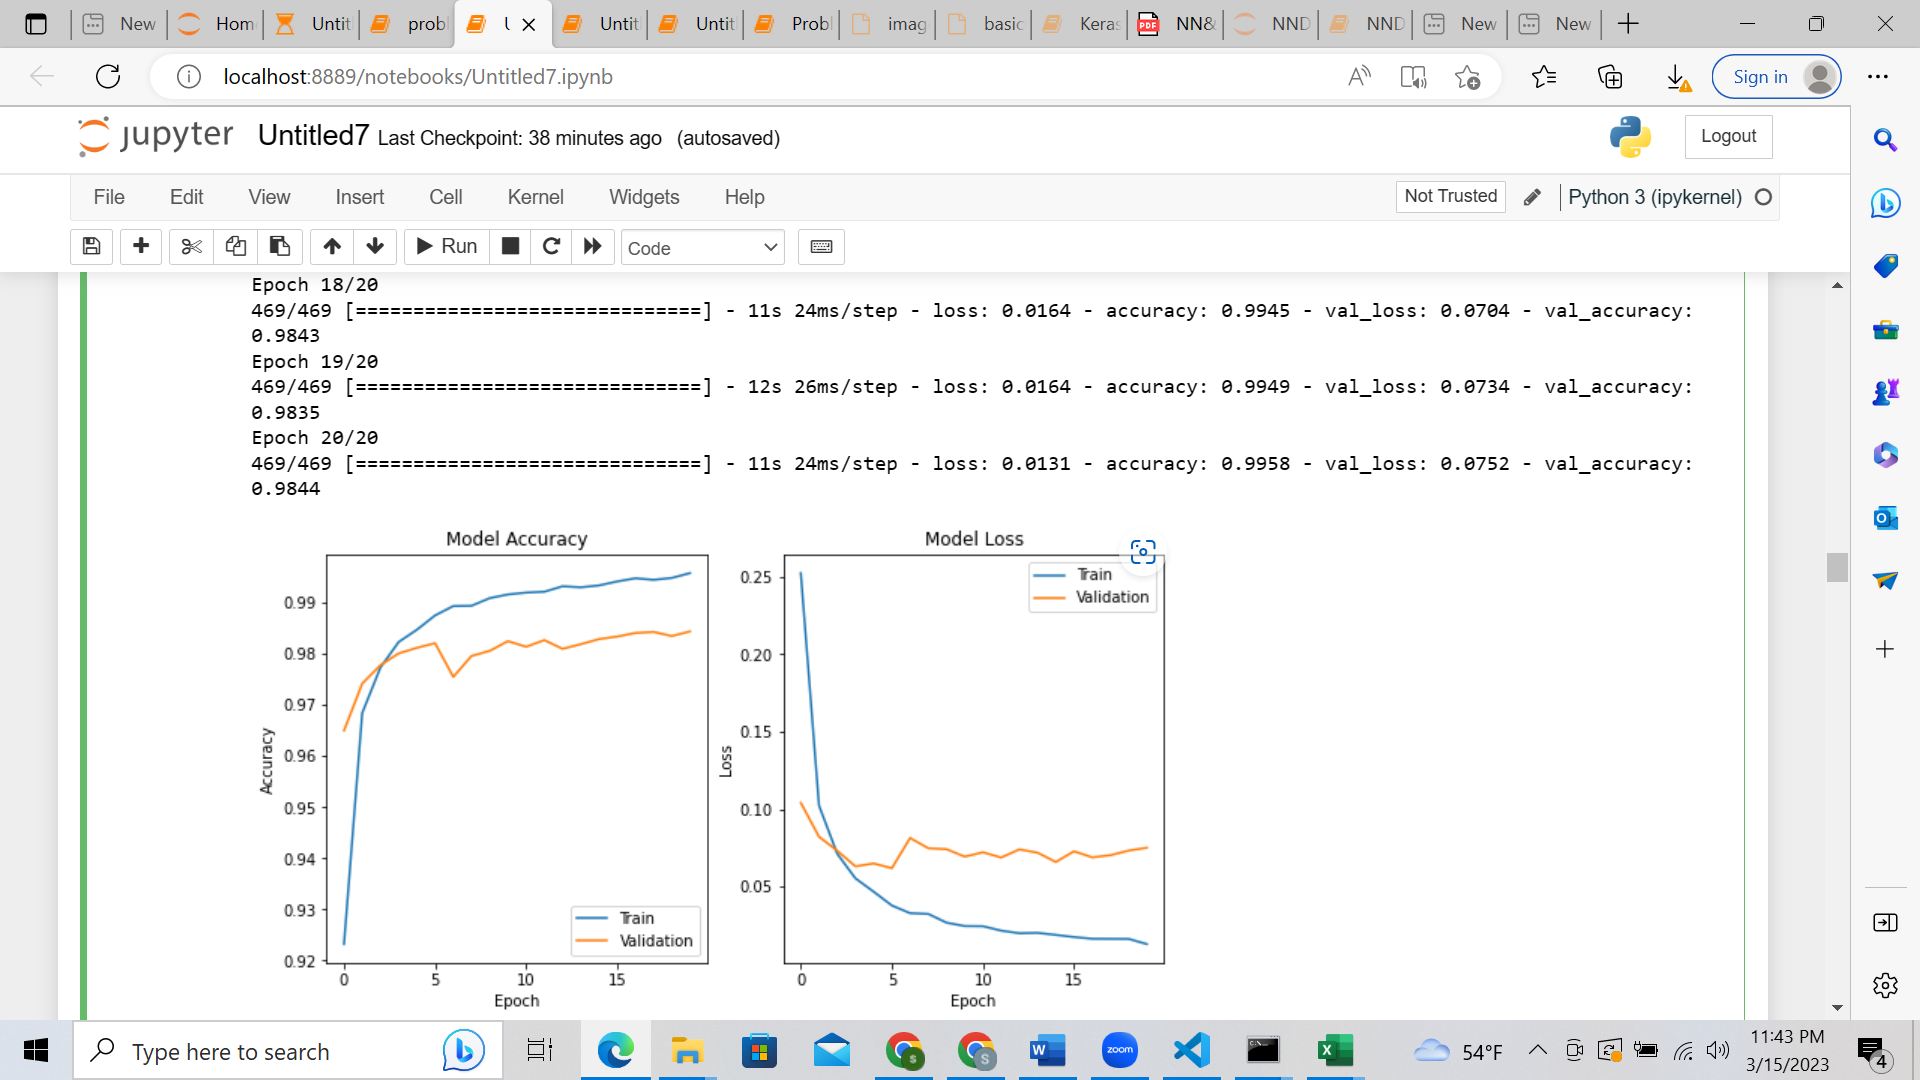 New
Hom
Untit
probl
U
Untit
Untit
Probl
imag
basic
Keras
PDF
NN&
NND
NND
New
New
localhost:8889/notebooks/Untitled7.ipynb
Sign in
jupyter Untitled7 Last Checkpoint: 38 minutes ago (autosaved)
Logout
File Edit View Insert Cell Kernel Widgets Help
Not Trusted
Python 3 (ipykernel)
Run
Code
Epoch 18/20
469/469 [==============================] - 11s 24ms/step - loss: 0.0164 - accuracy: 0.9945 - val_loss: 0.0704 - val_accuracy:
0.9843
Epoch 19/20
469/469 [==============================] - 12s 26ms/step - loss: 0.0164 - accuracy: 0.9949 - val_loss: 0.0734 - val_accuracy:
0.9835
Epoch 20/20
469/469 [==============================] - 11s 24ms/step - loss: 0.0131 - accuracy: 0.9958 - val_loss: 0.0752 - val_accuracy:
0.9844
Model Accuracy
0.99
0.98
0.97
0.96
0.95
0.94
0.93
0.92
Accuracy
Train
Validation
0 5 10 15
Epoch
Model Loss
Train
Validation
0.25
0.20
0.15
0.10
0.05
Loss
0 5 10 15
Epoch
Type here to search
S
S
W
zoom
X
54°F
11:43 PM
3/15/2023
4